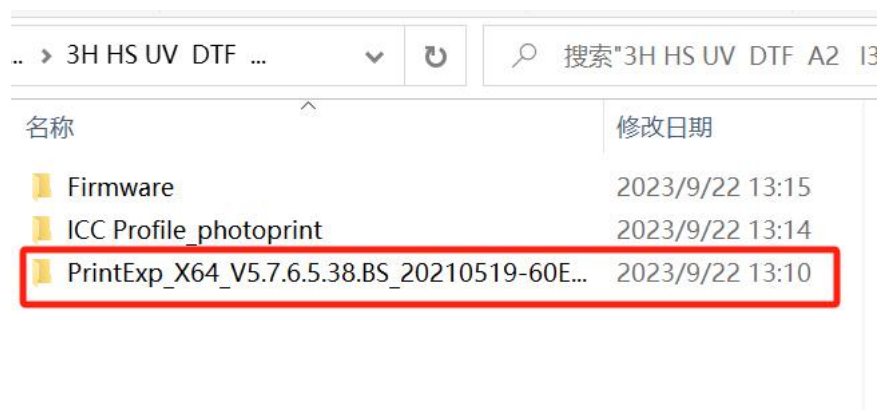 .. > 3H HS UV DTF ... 搜索"3H HS UV DTF A2 I3
名称 修改日期
Firmware 2023/9/22 13:15
ICC Profile_photoprint 2023/9/22 13:14
PrintExp_X64_V5.7.6.5.38.BS_20210519-60E... 2023/9/22 13:10